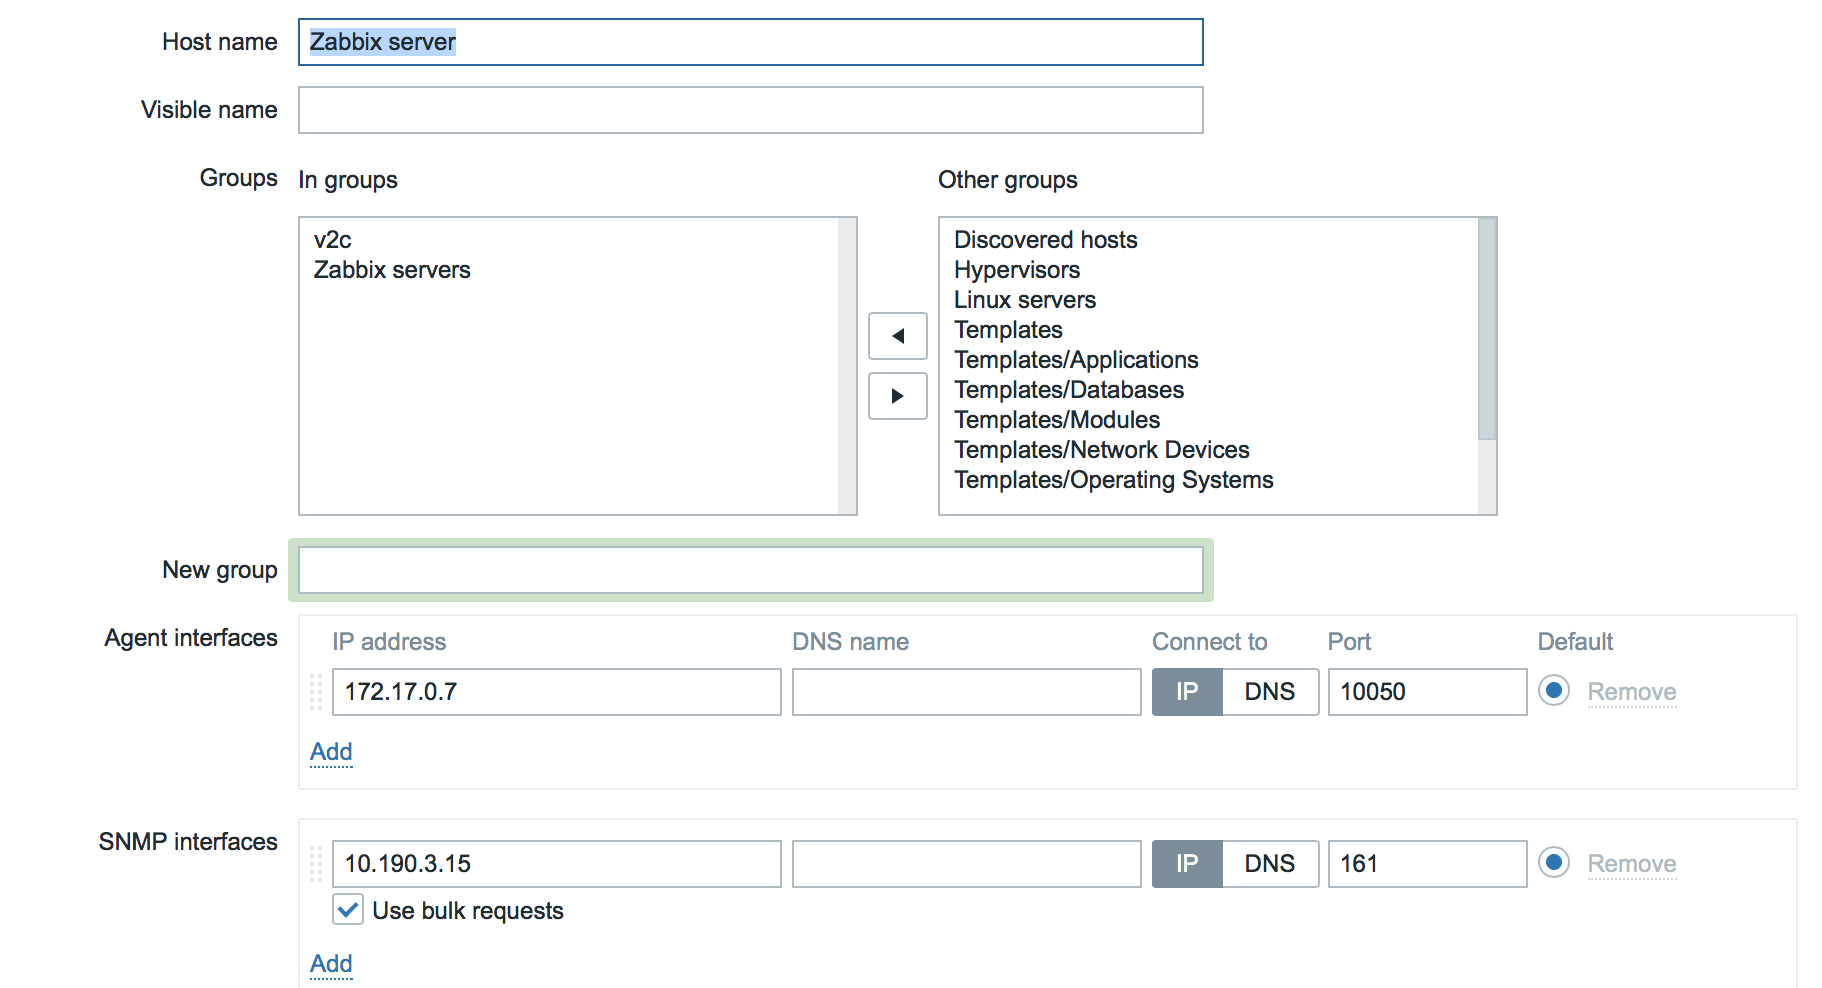 Host name Zabbix server
Visible name
Groups In groups Other groups
v2c
Zabbix servers
Discovered hosts
Hypervisors
Linux servers
Templates
Templates/Applications
Templates/Databases
Templates/Modules
Templates/Network Devices
Templates/Operating Systems
New group
Agent interfaces IP address DNS name Connect to Port Default
172.17.0.7 IP DNS 10050 Remove
Add
SNMP interfaces
10.190.3.15 IP DNS 161 Remove
Use bulk requests
Add